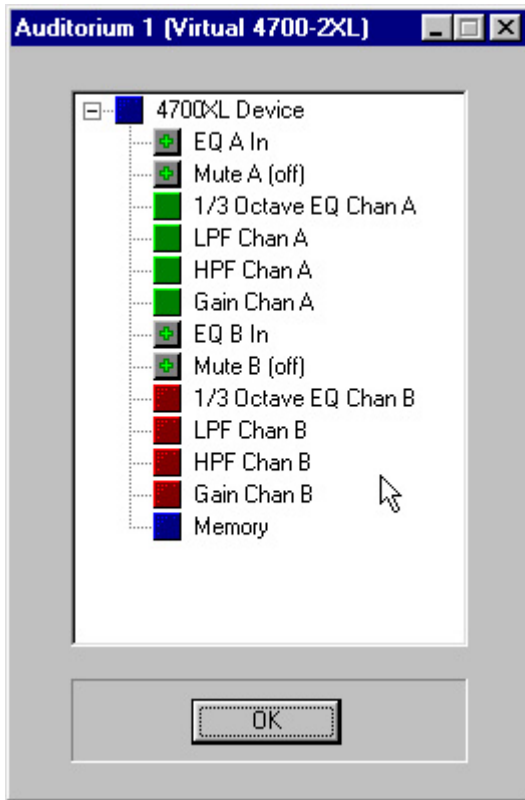 Auditorium 1 (Virtual 4700-2XL)
4700XL Device
EQ A In
Mute A (off)
1/3 Octave EQ Chan A
LPF Chan A
HPF Chan A
Gain Chan A
EQ B In
Mute B (off)
1/3 Octave EQ Chan B
LPF Chan B
HPF Chan B
Gain Chan B
Memory
OK